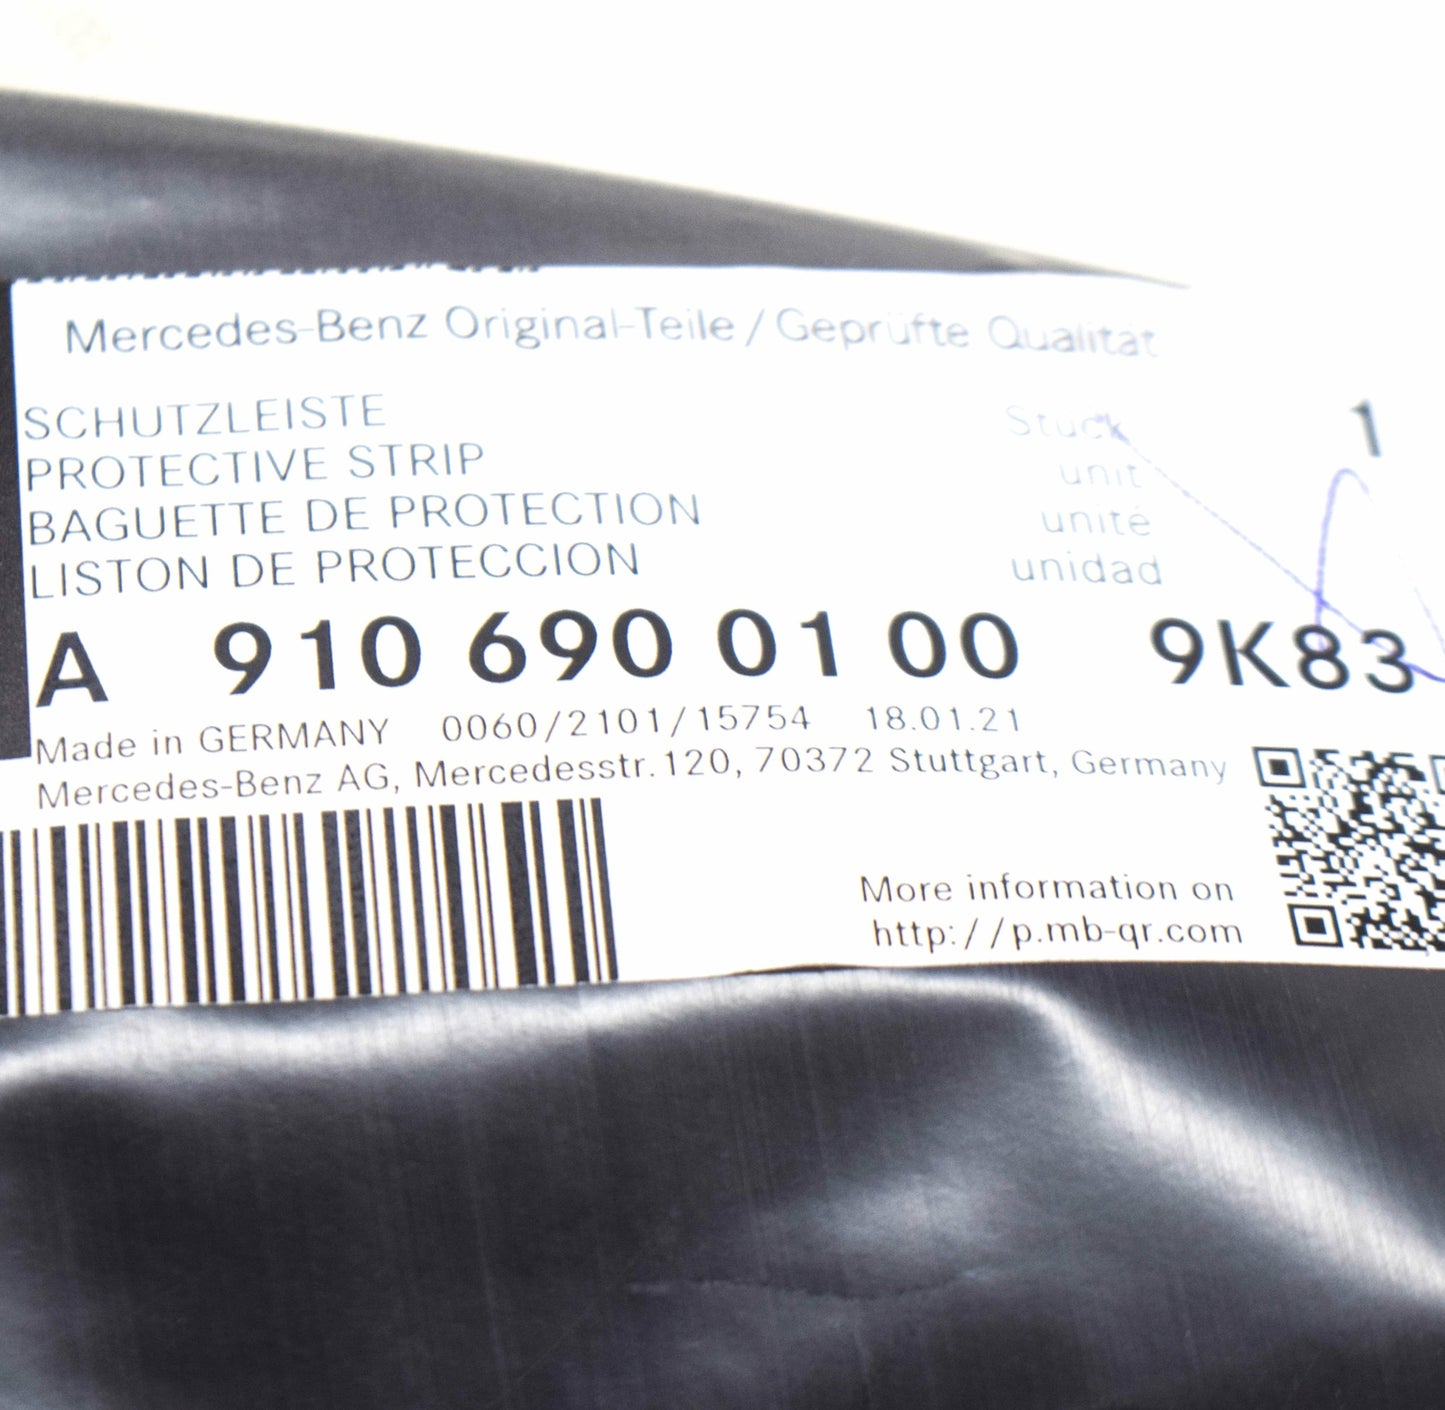 Mercedes-Benz Original-Teile / Geprüfte Qualität
SCHUTZLEISTE Stück 1
PROTECTIVE STRIP unit
BAGUETTE DE PROTECTION unité
LISTON DE PROTECCION unidad
A 910 690 01 00 9K83
Made in GERMANY 0060/2101/15754 18.01.21
Mercedes-Benz AG, Mercedesstr. 120, 70372 Stuttgart, Germany
More information on
http://p.mb-qr.com